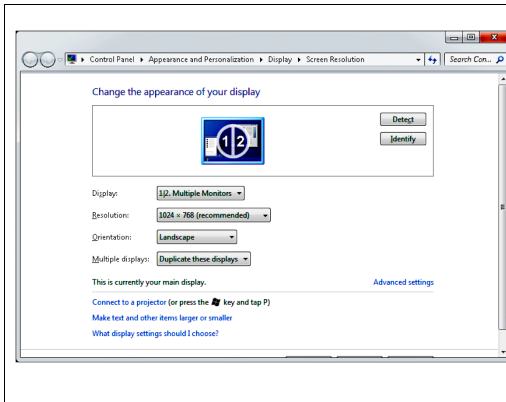 Control Panel ▸ Appearance and Personalization ▸ Display ▸ Screen Resolution
Search Con...
Change the appearance of your display
1|2
Detect
Identify
Display: 1|2. Multiple Monitors
Resolution: 1024 × 768 (recommended)
Orientation: Landscape
Multiple displays: Duplicate these displays
This is currently your main display. Advanced settings
Connect to a projector (or press the key and tap P)
Make text and other items larger or smaller
What display settings should I choose?